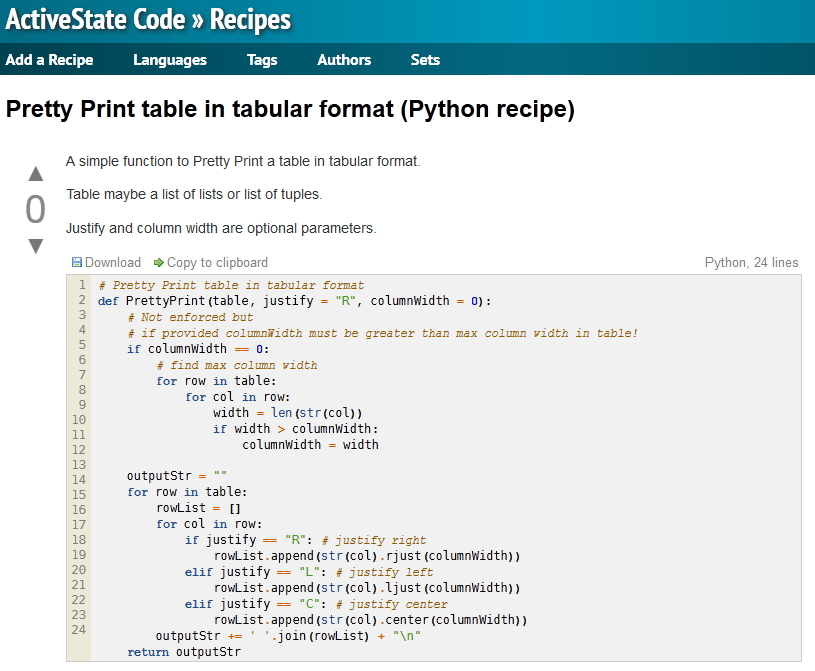 ActiveState Code » Recipes
Add a Recipe Languages Tags Authors Sets
Pretty Print table in tabular format (Python recipe)
▲
0
▼
A simple function to Pretty Print a table in tabular format.
Table maybe a list of lists or list of tuples.
Justify and column width are optional parameters.
Download Copy to clipboard Python, 24 lines
1 # Pretty Print table in tabular format
2 def PrettyPrint(table, justify = "R", columnWidth = 0):
3     # Not enforced but
4     # if provided columnWidth must be greater than max column width in table!
5     if columnWidth == 0:
6         # find max column width
7         for row in table:
8             for col in row:
9                 width = len(str(col))
10                 if width > columnWidth:
11                     columnWidth = width
12
13     outputStr = ""
14     for row in table:
15         rowList = []
16         for col in row:
17             if justify == "R": # justify right
18                 rowList.append(str(col).rjust(columnWidth))
19             elif justify == "L": # justify left
20                 rowList.append(str(col).ljust(columnWidth))
21             elif justify == "C": # justify center
22                 rowList.append(str(col).center(columnWidth))
23         outputStr += ' '.join(rowList) + "\n"
24     return outputStr